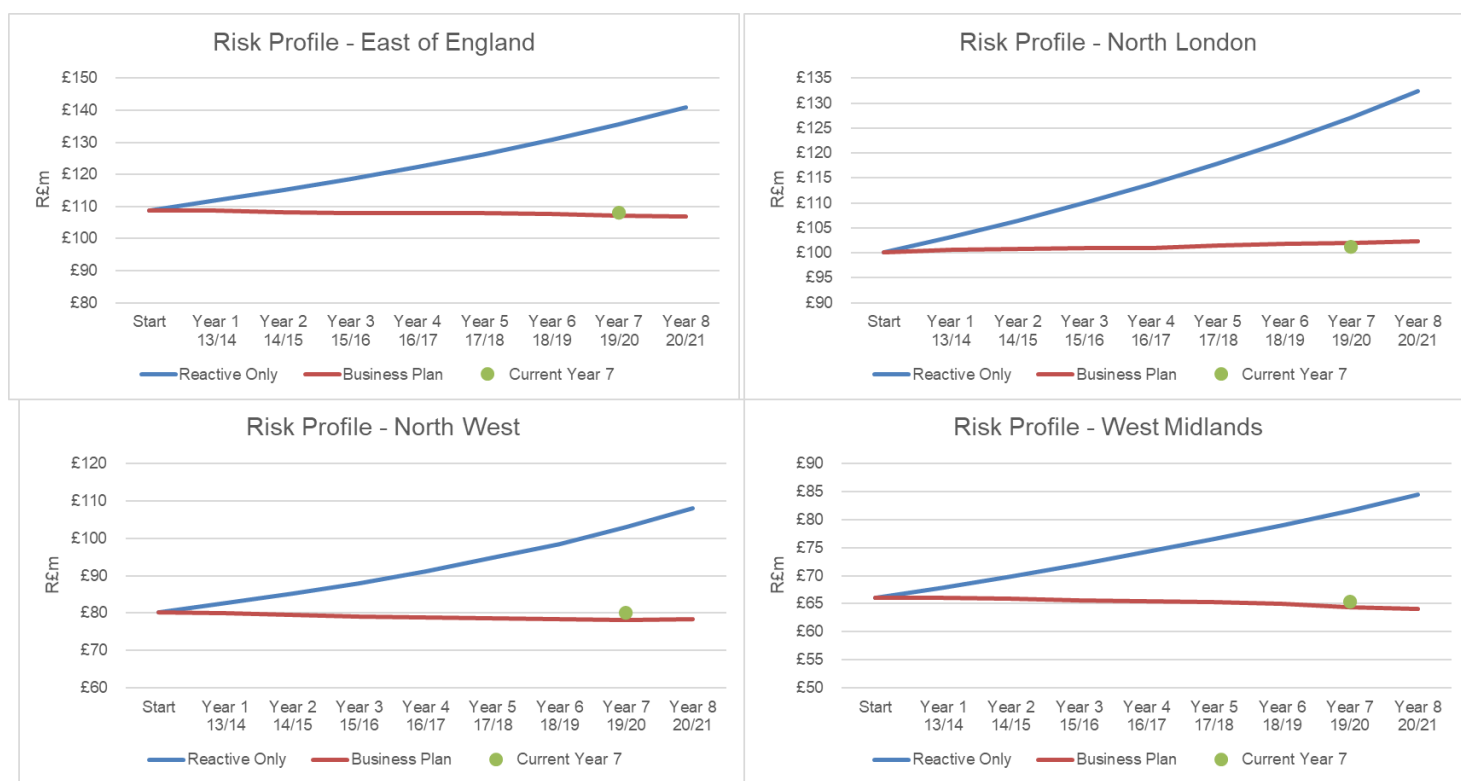 Risk Profile - East of England
£150
£140
£130
£120
£110
£100
£90
£80
R£m
Start Year 1 Year 2 Year 3 Year 4 Year 5 Year 6 Year 7 Year 8
13/14 14/15 15/16 16/17 17/18 18/19 19/20 20/21
Reactive Only Business Plan Current Year 7
Risk Profile - North London
£135
£130
£125
£120
£115
£110
£105
£100
£95
£90
R£m
Start Year 1 Year 2 Year 3 Year 4 Year 5 Year 6 Year 7 Year 8
13/14 14/15 15/16 16/17 17/18 18/19 19/20 20/21
Reactive Only Business Plan Current Year 7
Risk Profile - North West
£120
£110
£100
£90
£80
£70
£60
R£m
Start Year 1 Year 2 Year 3 Year 4 Year 5 Year 6 Year 7 Year 8
13/14 14/15 15/16 16/17 17/18 18/19 19/20 20/21
Reactive Only Business Plan Current Year 7
Risk Profile - West Midlands
£90
£85
£80
£75
£70
£65
£60
£55
£50
R£m
Start Year 1 Year 2 Year 3 Year 4 Year 5 Year 6 Year 7 Year 8
13/14 14/15 15/16 16/17 17/18 18/19 19/20 20/21
Reactive Only Business Plan Current Year 7